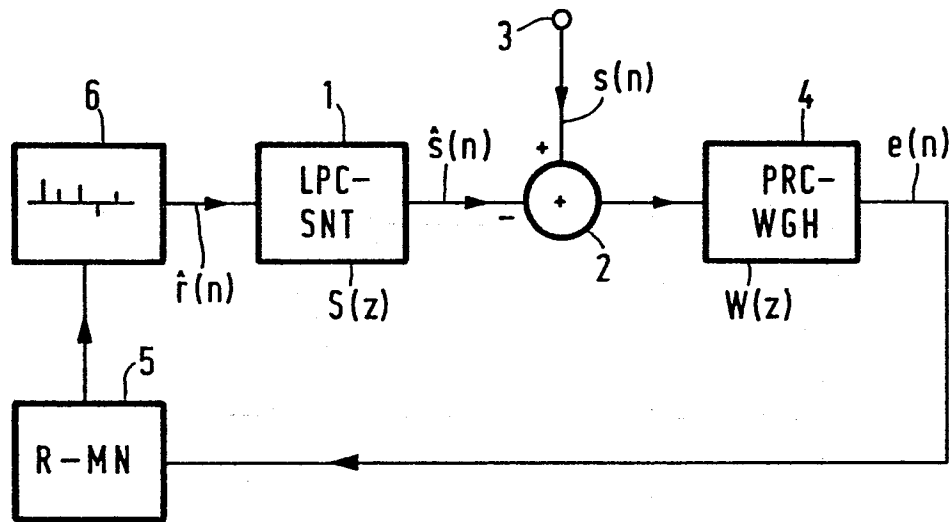 3
s(n)
6
1
4
ŝ(n)
e(n)
+
LPC-
SNT
-
+
PRC-
WGH
2
r̂(n)
S(z)
W(z)
5
R-MN